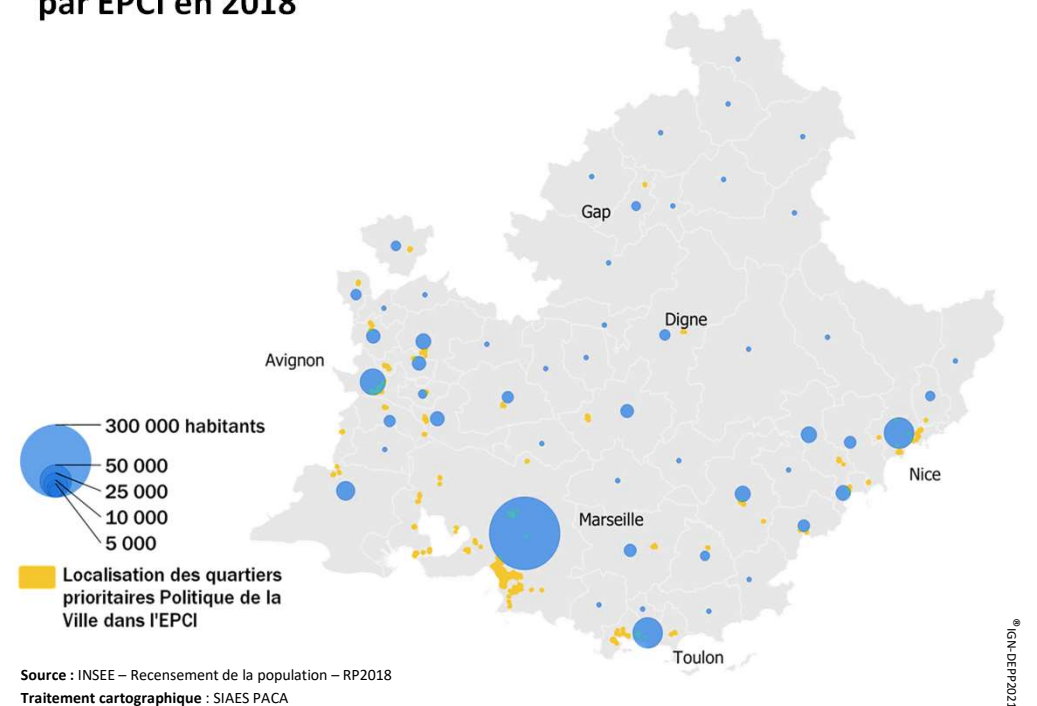 par EPCI en 2018
Gap
Digne
Avignon
300 000 habitants
50 000
25 000
10 000
5 000
Nice
Marseille
Localisation des quartiers
prioritaires Politique de la
Ville dans l'EPCI
Toulon
Source : INSEE – Recensement de la population – RP2018
Traitement cartographique : SIAES PACA
® IGN-DEPP2021